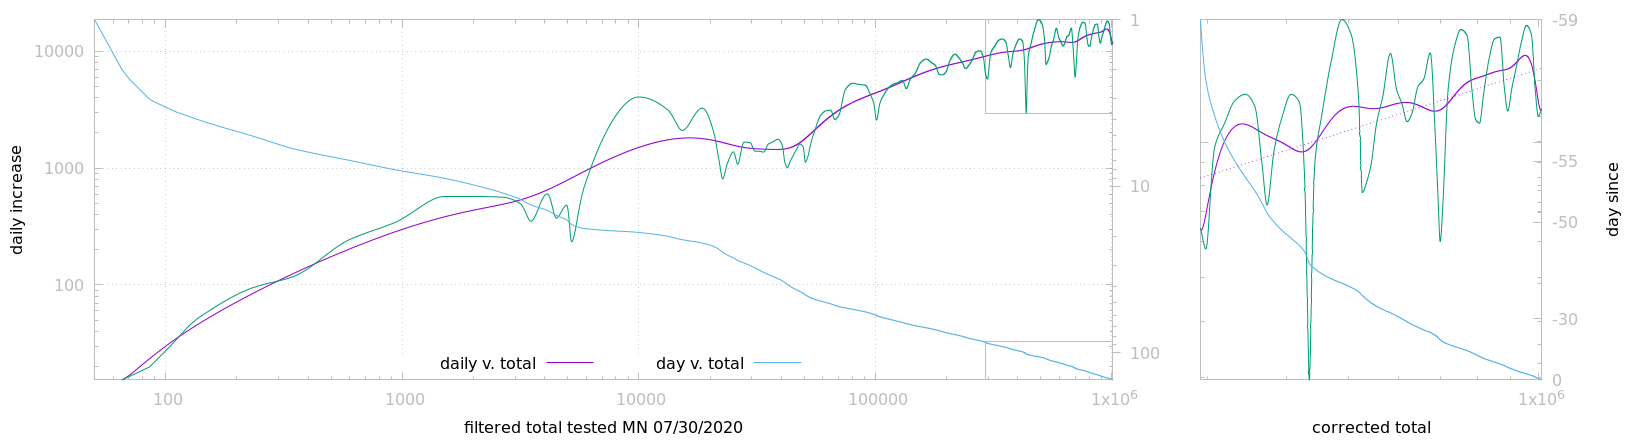 10000
1000
100
daily increase
100
1000
10000
100000
1x10^6
1
10
100
daily v. total
day v. total
filtered total tested MN 07/30/2020
-59
-55
-50
-30
0
day since
1x10^6
corrected total